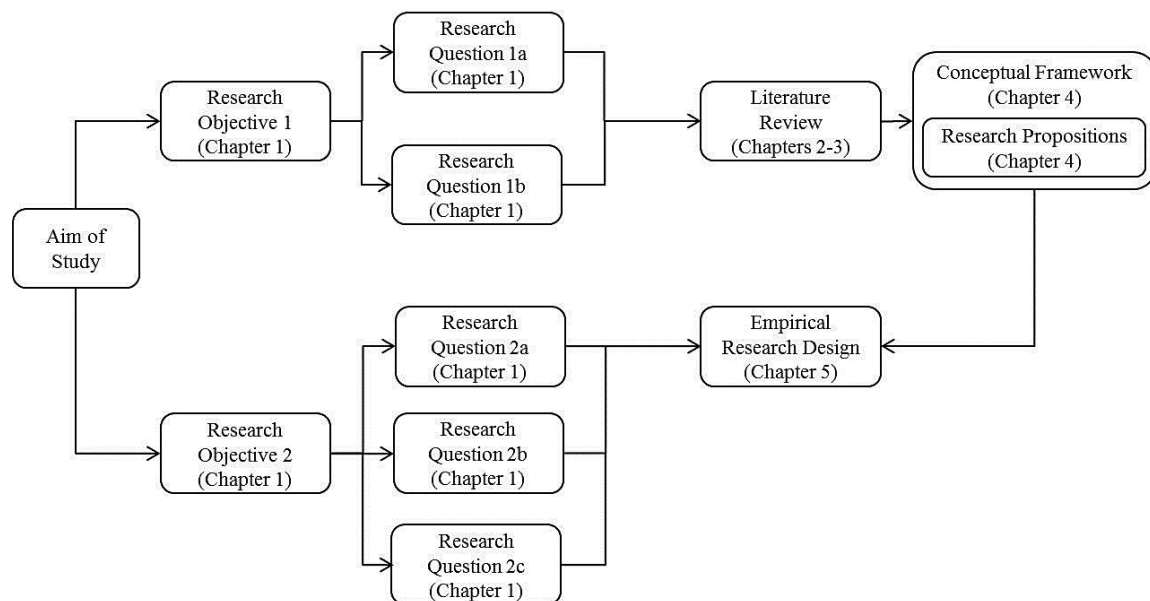 Research
Question 1a
(Chapter 1)
Research
Objective 1
(Chapter 1)
Research
Question 1b
(Chapter 1)
Literature
Review
(Chapters 2-3)
Conceptual Framework
(Chapter 4)
Research Propositions
(Chapter 4)
Aim of
Study
Research
Question 2a
(Chapter 1)
Empirical
Research Design
(Chapter 5)
Research
Objective 2
(Chapter 1)
Research
Question 2b
(Chapter 1)
Research
Question 2c
(Chapter 1)